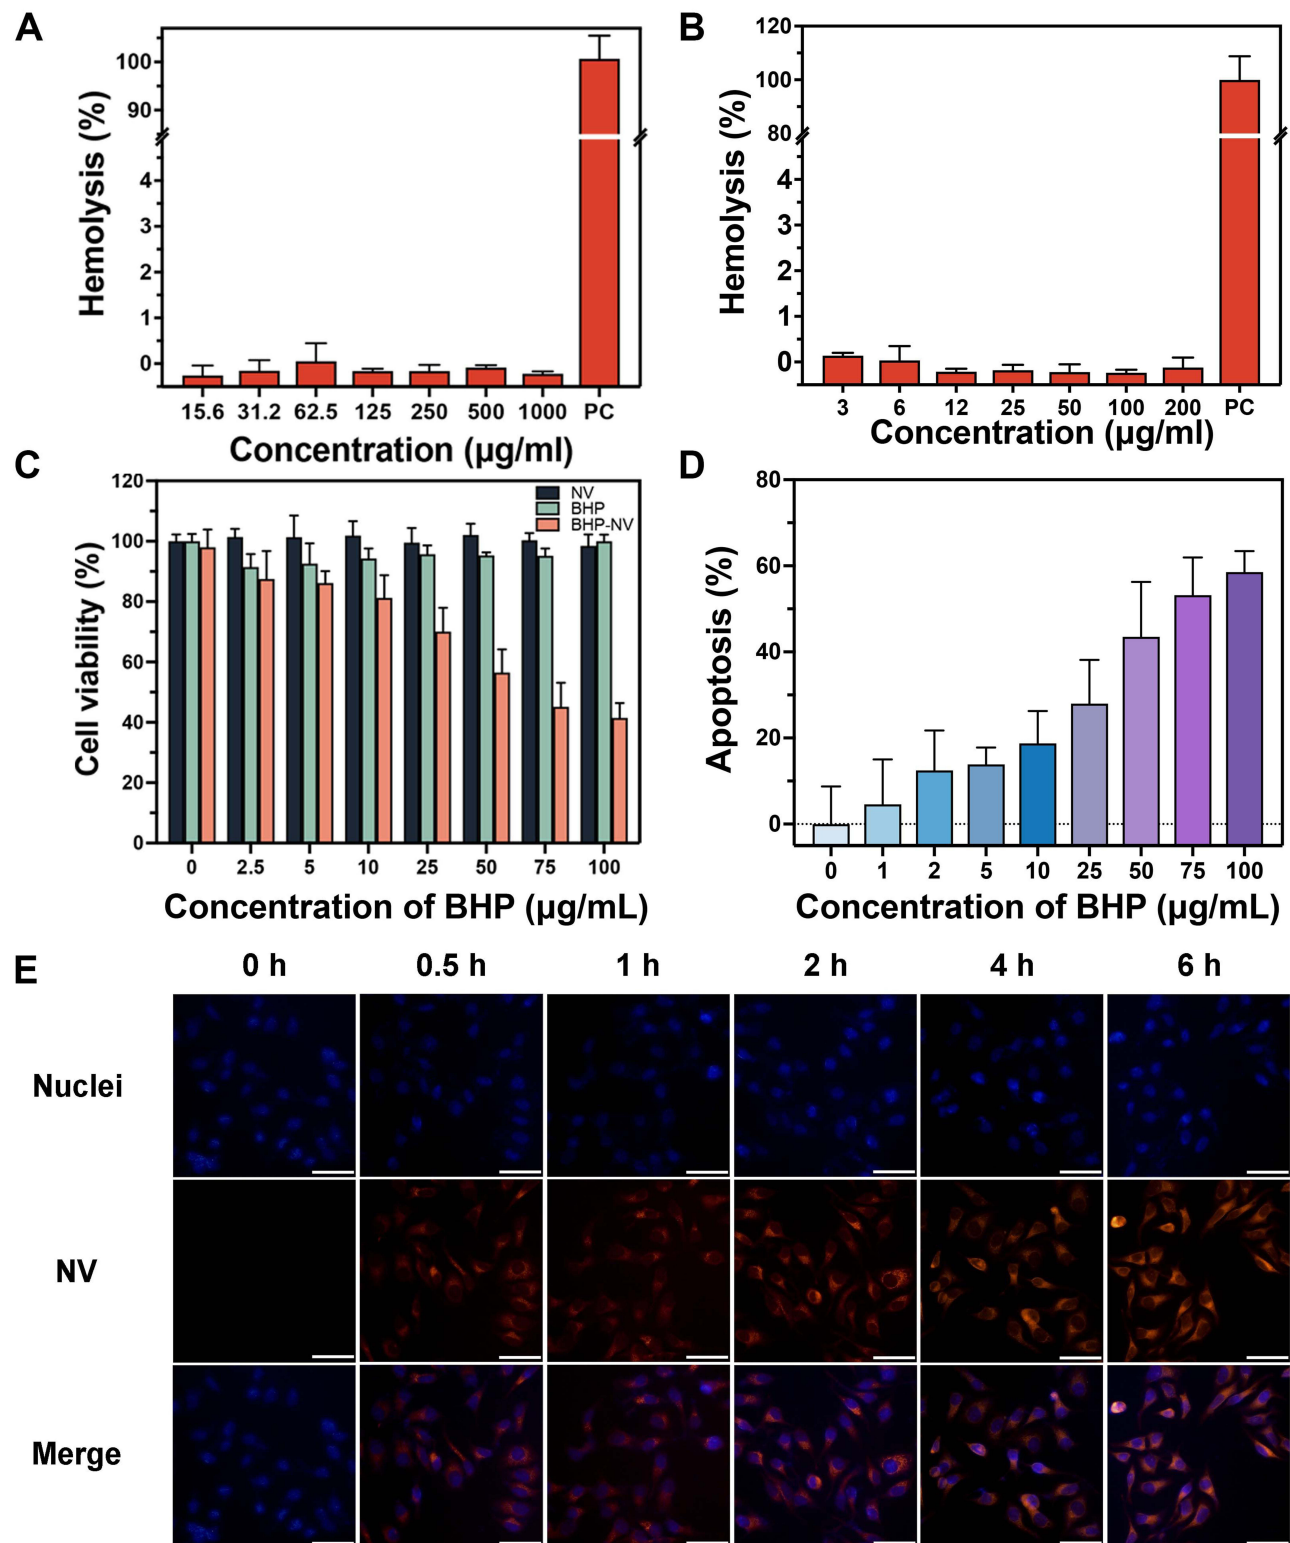 A
Hemolysis (%)
100
90
4
3
2
1
0
15.6 31.2 62.5 125 250 500 1000 PC
Concentration (µg/ml)
B
Hemolysis (%)
120
100
80
4
3
2
1
0
3 6 12 25 50 100 200 PC
Concentration (µg/ml)
C
Cell viability (%)
120
100
80
60
40
20
0
NV
BHP
BHP-NV
0 2.5 5 10 25 50 75 100
Concentration of BHP (µg/mL)
D
Apoptosis (%)
80
60
40
20
0
0 1 2 5 10 25 50 75 100
Concentration of BHP (µg/mL)
E
0 h 0.5 h 1 h 2 h 4 h 6 h
Nuclei
NV
Merge